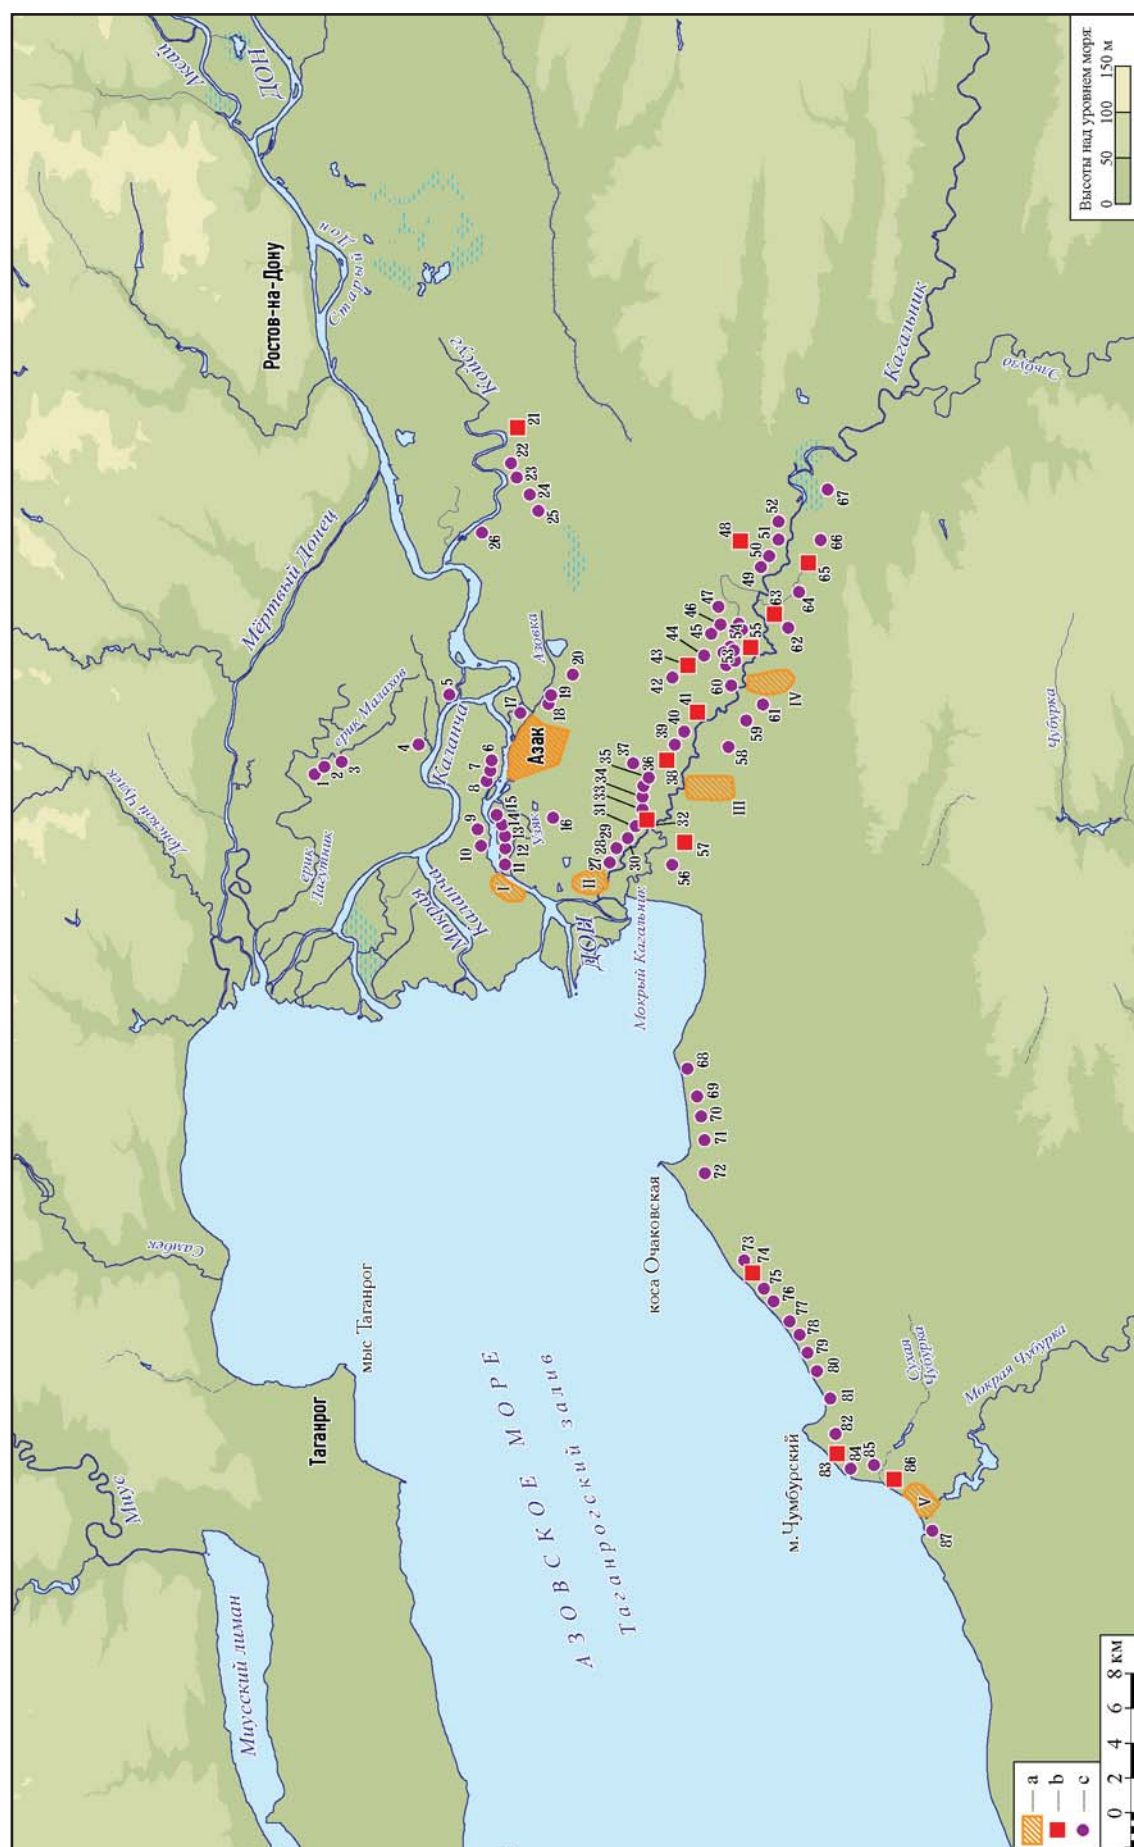 Миус
Миусский лиман
Таганрог
мыс Таганрог
Самбек
Донской Чулек
ерик
Лагутник
ерик Малахов
Мёртвый Донец
Ростов-на-Дону
Аксай
ДОН
Старый Дон
Койсуг
Каланча
Мокрая
Каланча
ДОН
Азак
Азовка
Узяк
Мокрый Кагальник
Кагальник
Эльбузд
Чубурка
АЗОВСКОЕ МОРЕ
Таганрогский залив
коса Очаковская
м.Чумбурский
Сухая
Чубурка
Мокрая Чубурка
I
II
III
IV
V
1
2
3
4
5
6
7
8
9
10
11
12
13
14
15
16
17
18
19
20
21
22
23
24
25
26
27
28
29
30
31
32
33
34
35
36
37
38
39
40
41
42
43
44
45
46
47
48
49
50
51
52
53
54
55
56
57
58
59
60
61
62
63
64
65
66
67
68
69
70
71
72
73
74
75
76
77
78
79
80
81
82
83
84
85
86
87
— a
— b
— c
0 2 4 8 км
Высоты над уровнем моря:
0 50 100 150 м